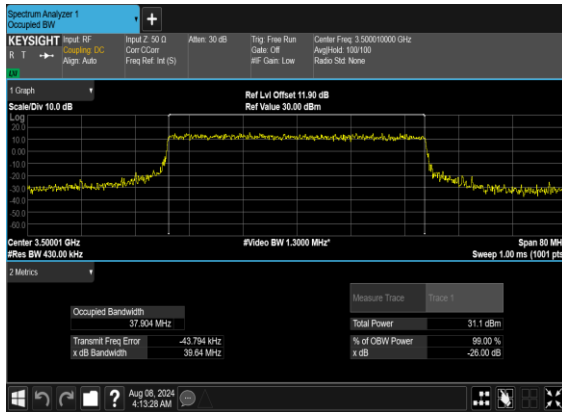 Spectrum Analyzer 1
Occupied BW
+
KEYSIGHT
R T
Input: RF
Coupling: DC
Align: Auto
Input Z: 50 Ω
Corr CCorr
Freq Ref: Int (S)
Atten: 30 dB
Trig: Free Run
Gate: Off
#IF Gain: Low
Center Freq: 3.500010000 GHz
Avg|Hold: 100/100
Radio Std: None
1 Graph
Scale/Div 10.0 dB
Ref Lvl Offset 11.90 dB
Ref Value 30.00 dBm
Log
20.0
10.0
0.00
-10.0
-20.0
-30.0
-40.0
-50.0
-60.0
Center 3.50001 GHz
#Video BW 1.3000 MHz*
Span 80 MH
#Res BW 430.00 kHz
Sweep 1.00 ms (1001 pts
2 Metrics
Measure Trace
Trace 1
Occupied Bandwidth
37.904 MHz
Total Power
31.1 dBm
Transmit Freq Error
-43.794 kHz
% of OBW Power
99.00 %
x dB Bandwidth
39.64 MHz
x dB
-26.00 dB
?
Aug 08, 2024
4:13:28 AM